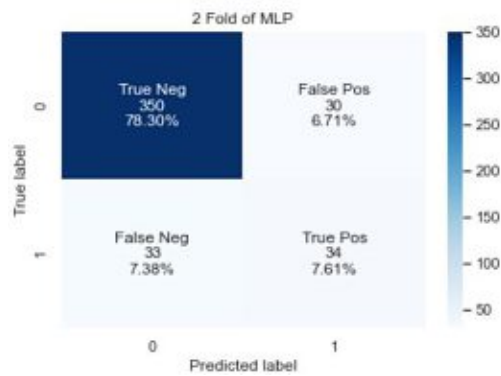 2 Fold of MLP
True Neg
350
78.30%
False Pos
30
6.71%
False Neg
33
7.38%
True Pos
34
7.61%
0
1
True label
0
1
Predicted label
350
300
250
200
150
100
50